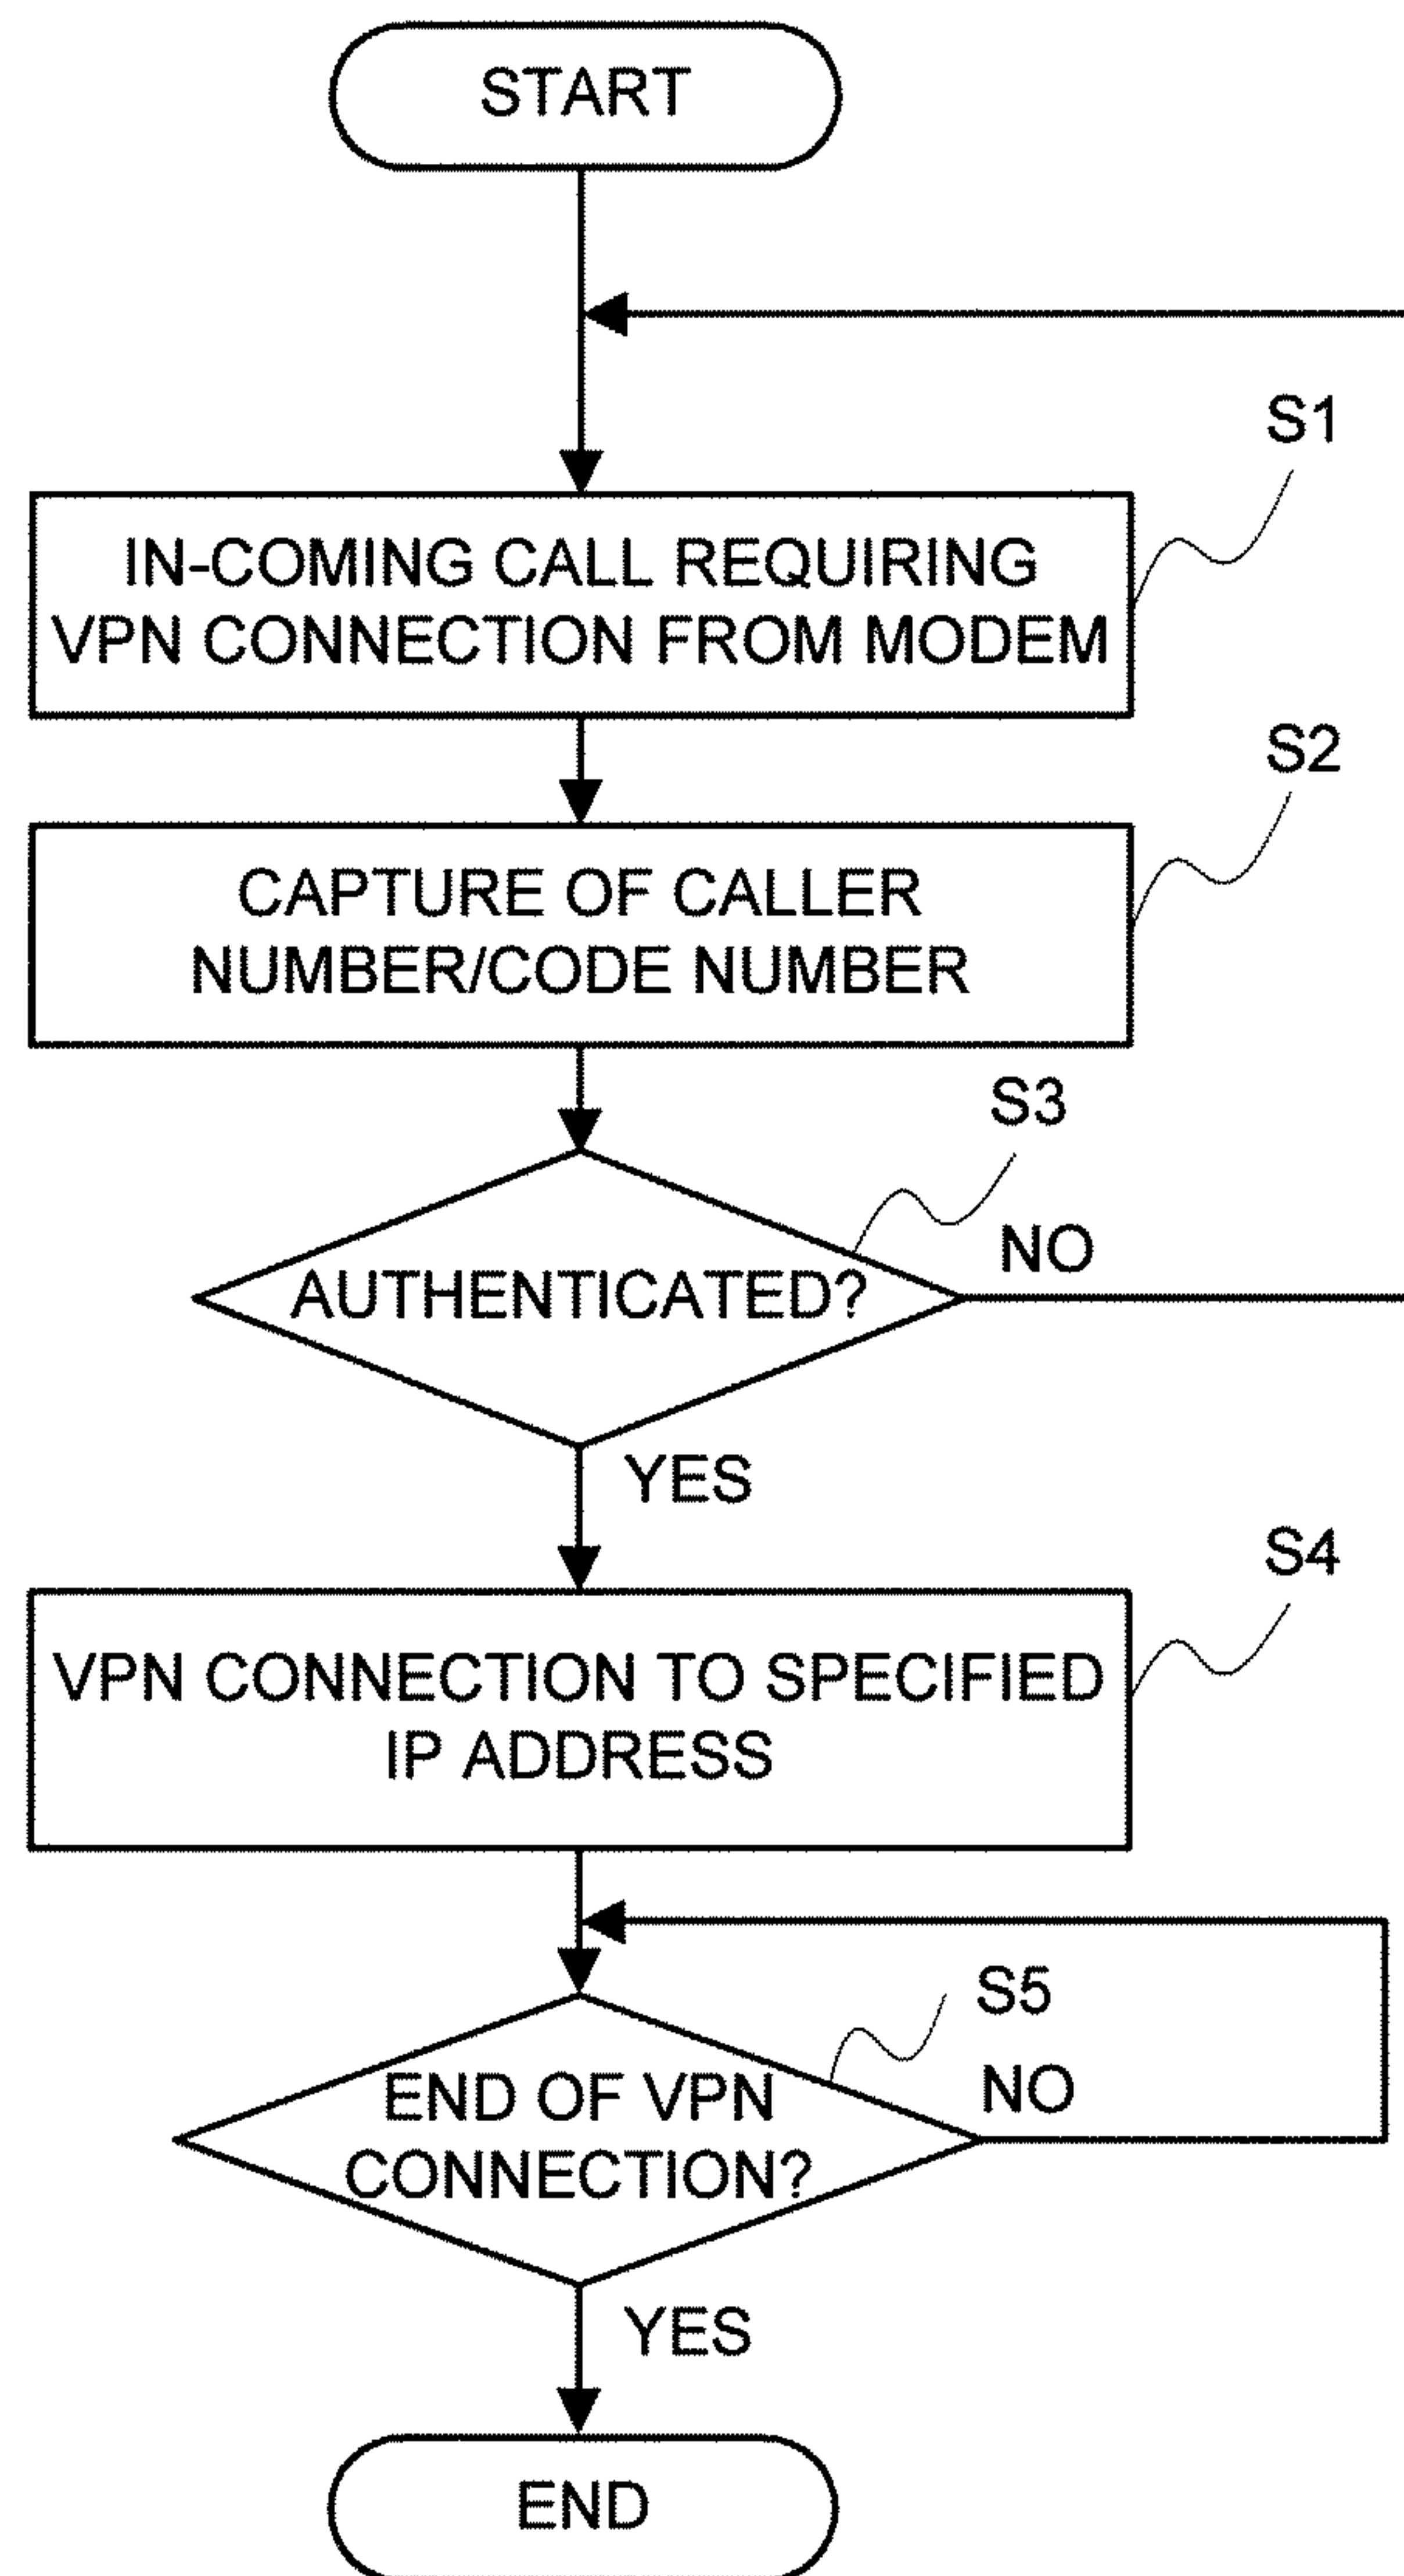 START
S1
IN-COMING CALL REQUIRING
VPN CONNECTION FROM MODEM
S2
CAPTURE OF CALLER
NUMBER/CODE NUMBER
S3
NO
AUTHENTICATED?
YES
S4
VPN CONNECTION TO SPECIFIED
IP ADDRESS
S5
NO
END OF VPN
CONNECTION?
YES
END